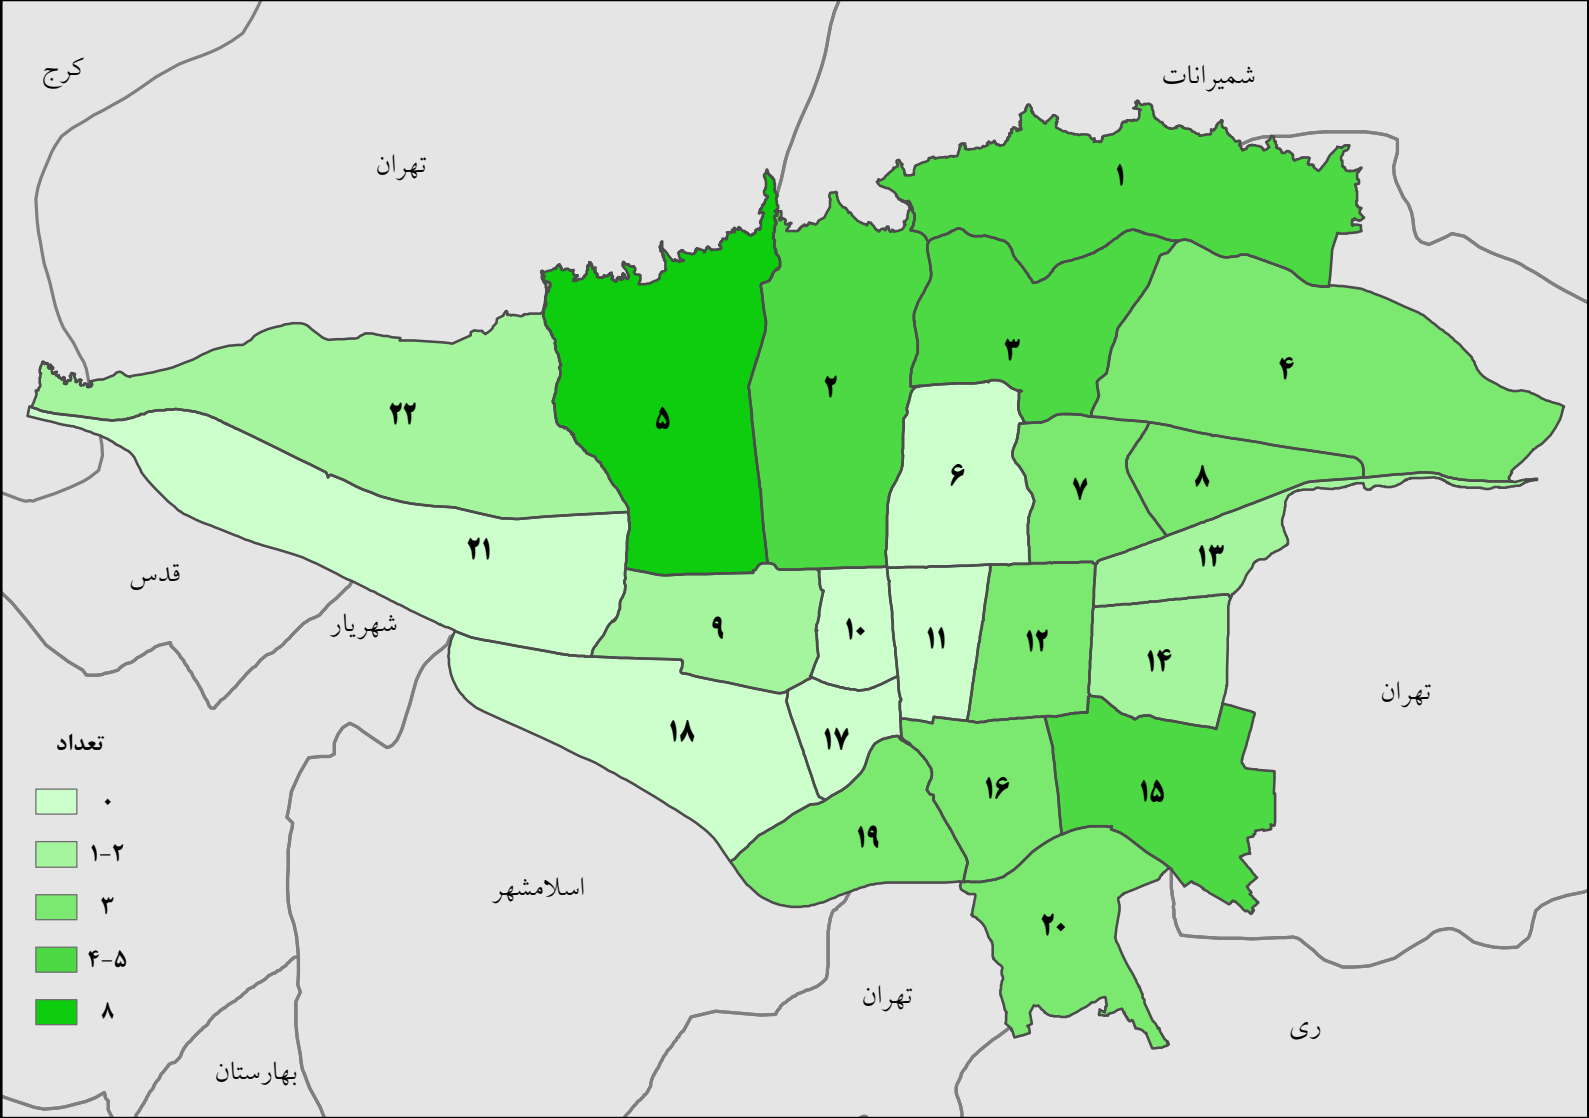 کرج
شمیرانات
تهران
۱
۳
۴
۲
۵
۲۲
۶
۷
۸
۲۱
۱۳
قدس
شهریار
۹
۱۰
۱۱
۱۲
۱۴
تهران
۱۸
۱۷
۱۶
۱۵
۱۹
۲۰
اسلامشهر
تهران
ری
بهارستان
تعداد
۰
۱-۲
۳
۴-۵
۸